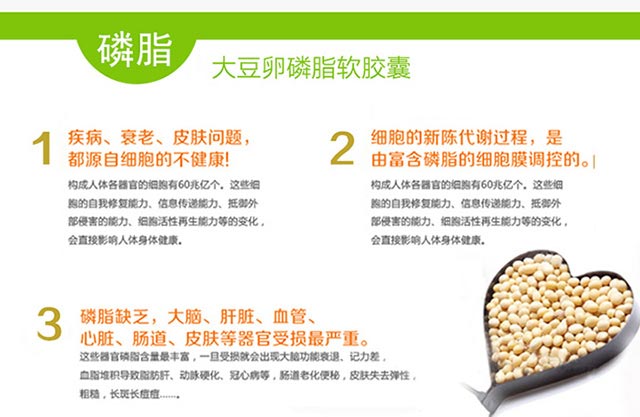 磷脂
大豆卵磷脂软胶囊
1
疾病、衰老、皮肤问题，
都源自细胞的不健康!
构成人体各器官的细胞有60兆亿个。这些细
胞的自我修复能力、信息传递能力、抵御外
部侵害的能力、细胞活性再生能力等的变化，
会直接影响人体身体健康。
2
细胞的新陈代谢过程，是
由富含磷脂的细胞膜调控的。|
构成人体各器官的细胞有60兆亿个。这些细
胞的自我修复能力、信息传递能力、抵御外
部侵害的能力、细胞活性再生能力等的变化，
会直接影响人体身体健康。
3
磷脂缺乏，大脑、肝脏、血管、
心脏、肠道、皮肤等器官受损最严重。
这些器官磷脂含量最丰富，一旦受损就会出现大脑功能衰退、记力差，
血脂堆积导致脂肪肝、动脉硬化、冠心病等，肠道老化便秘，皮肤失去弹性，
粗糙，长斑长痘痘......。